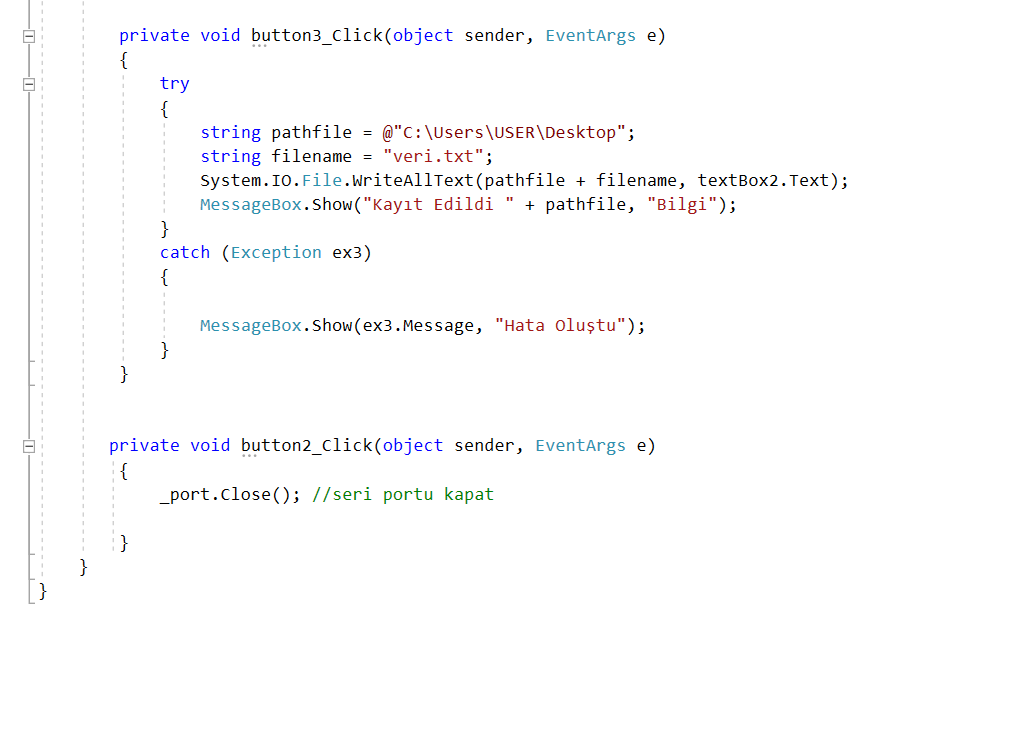 private void button3_Click(object sender, EventArgs e)
{
try
{
string pathfile = @"C:\Users\USER\Desktop";
string filename = "veri.txt";
System.IO.File.WriteAllText(pathfile + filename, textBox2.Text);
MessageBox.Show("Kayıt Edildi " + pathfile, "Bilgi");
}
catch (Exception ex3)
{
MessageBox.Show(ex3.Message, "Hata Oluştu");
}
}
private void button2_Click(object sender, EventArgs e)
{
_port.Close(); //seri portu kapat
}
}
}